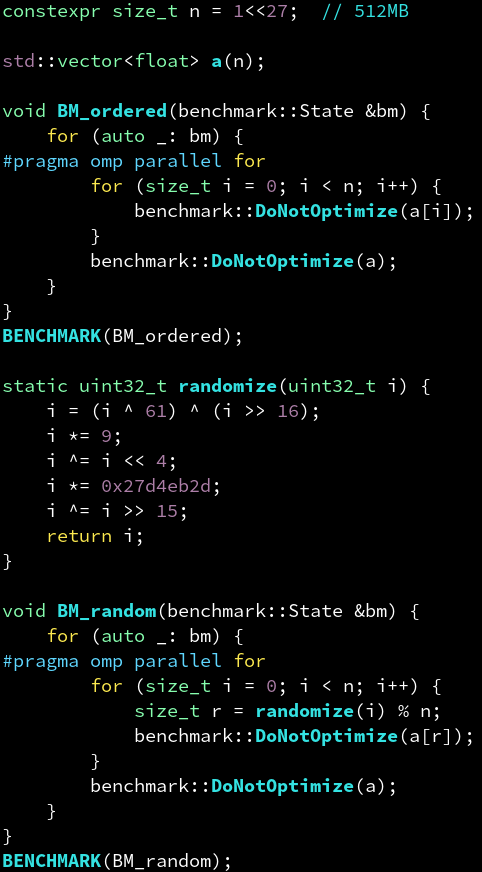 constexpr size_t n = 1<<27;  // 512MB

std::vector<float> a(n);

void BM_ordered(benchmark::State &bm) {
    for (auto _: bm) {
#pragma omp parallel for
        for (size_t i = 0; i < n; i++) {
            benchmark::DoNotOptimize(a[i]);
        }
        benchmark::DoNotOptimize(a);
    }
}
BENCHMARK(BM_ordered);

static uint32_t randomize(uint32_t i) {
    i = (i ^ 61) ^ (i >> 16);
    i *= 9;
    i ^= i << 4;
    i *= 0x27d4eb2d;
    i ^= i >> 15;
    return i;
}

void BM_random(benchmark::State &bm) {
    for (auto _: bm) {
#pragma omp parallel for
        for (size_t i = 0; i < n; i++) {
            size_t r = randomize(i) % n;
            benchmark::DoNotOptimize(a[r]);
        }
        benchmark::DoNotOptimize(a);
    }
}
BENCHMARK(BM_random);